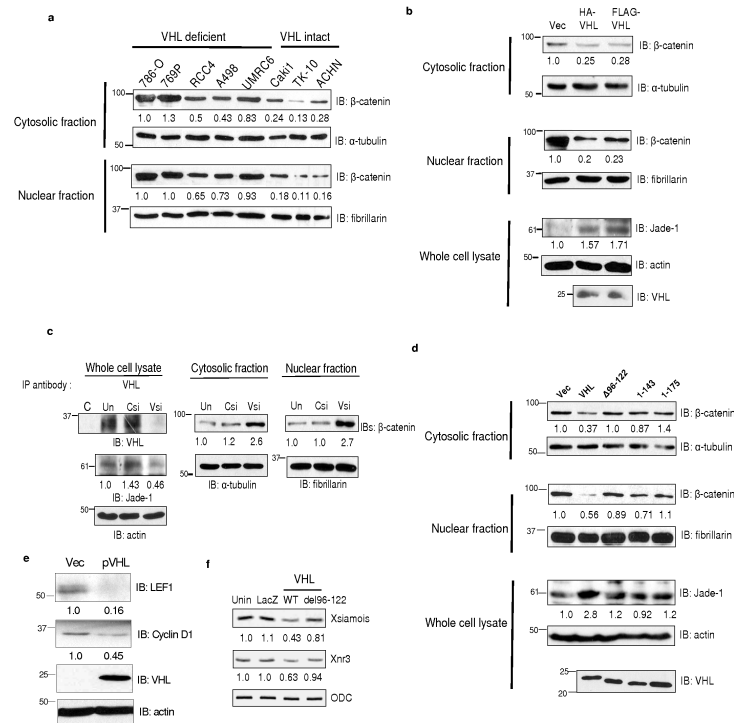 a
VHL deficient VHL intact
786-O 769P RCC4 A498 UMRC6 Caki1 TK-10 ACHN
100 IB: β-catenin
Cytosolic fraction
1.0 1.3 0.5 0.43 0.83 0.24 0.13 0.28
50 IB: α-tubulin
100 IB: β-catenin
Nuclear fraction
1.0 1.0 0.65 0.73 0.93 0.18 0.11 0.16
37 IB: fibrillarin
b
HA- FLAG-
Vec VHL VHL
100 IB: β-catenin
Cytosolic fraction
1.0 0.25 0.28
50 IB: α-tubulin
100 IB: β-catenin
Nuclear fraction
1.0 0.2 0.23
37 IB: fibrillarin
61 IB: Jade-1
1.0 1.57 1.71
Whole cell lysate
50 IB: actin
25 IB: VHL
c
Whole cell lysate Cytosolic fraction Nuclear fraction
IP antibody : VHL
C Un Csi Vsi Un Csi Vsi Un Csi Vsi
37 100 IBs: β-catenin
IB: VHL 1.0 1.2 2.6 1.0 1.0 2.7
61 50 37
1.0 1.43 0.46 IB: α-tubulin IB: fibrillarin
IB: Jade-1
50
IB: actin
d
Vec VHL Δ96-122 1-143 1-175
100 IB: β-catenin
1.0 0.37 1.0 0.87 1.4
Cytosolic fraction
50 IB: α-tubulin
100 IB: β-catenin
1.0 0.56 0.89 0.71 1.1
Nuclear fraction
37 IB: fibrillarin
61 IB: Jade-1
1.0 2.8 1.2 0.92 1.2
Whole cell lysate
50 IB: actin
25 IB: VHL
20
e
Vec pVHL
50 IB: LEF1
1.0 0.16
37 IB: Cyclin D1
1.0 0.45
25 IB: VHL
50 IB: actin
f
VHL
Unin LacZ WT del96-122
Xsiamois
1.0 1.1 0.43 0.81
Xnr3
1.0 1.0 0.63 0.94
ODC